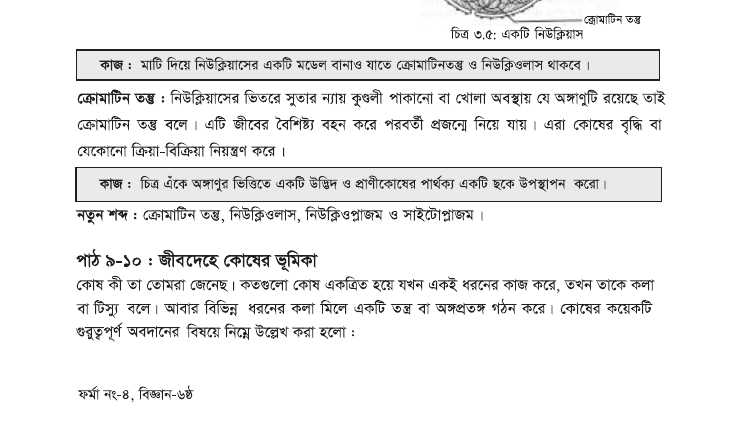 ক্রোমাটিন তন্তু
চিত্র ৩.৫: একটি নিউক্লিয়াস
কাজ : মাটি দিয়ে নিউক্লিয়াসের একটি মডেল বানাও যাতে ক্রোমাটিনতন্তু ও নিউক্লিওলাস থাকবে।
ক্রোমাটিন তন্তু : নিউক্লিয়াসের ভিতরে সুতার ন্যায় কুণ্ডলী পাকানো বা খোলা অবস্থায় যে অঙ্গাণুটি রয়েছে তাই
ক্রোমাটিন তন্তু বলে। এটি জীবের বৈশিষ্ট্য বহন করে পরবর্তী প্রজন্মে নিয়ে যায়। এরা কোষের বৃদ্ধি বা
যেকোনো ক্রিয়া-বিক্রিয়া নিয়ন্ত্রণ করে।
কাজ : চিত্র এঁকে অঙ্গাণুর ভিত্তিতে একটি উদ্ভিদ ও প্রাণীকোষের পার্থক্য একটি ছকে উপস্থাপন করো।
নতুন শব্দ : ক্রোমাটিন তন্তু, নিউক্লিওলাস, নিউক্লিওপ্লাজম ও সাইটোপ্লাজম।
পাঠ ৯-১০ : জীবদেহে কোষের ভূমিকা
কোষ কী তা তোমরা জেনেছ। কতগুলো কোষ একত্রিত হয়ে যখন একই ধরনের কাজ করে, তখন তাকে কলা
বা টিস্যু বলে। আবার বিভিন্ন ধরনের কলা মিলে একটি তন্ত্র বা অঙ্গপ্রতঙ্গ গঠন করে। কোষের কয়েকটি
গুরুত্বপূর্ণ অবদানের বিষয়ে নিম্নে উল্লেখ করা হলো :
ফর্মা নং-৪, বিজ্ঞান-৬ষ্ঠ